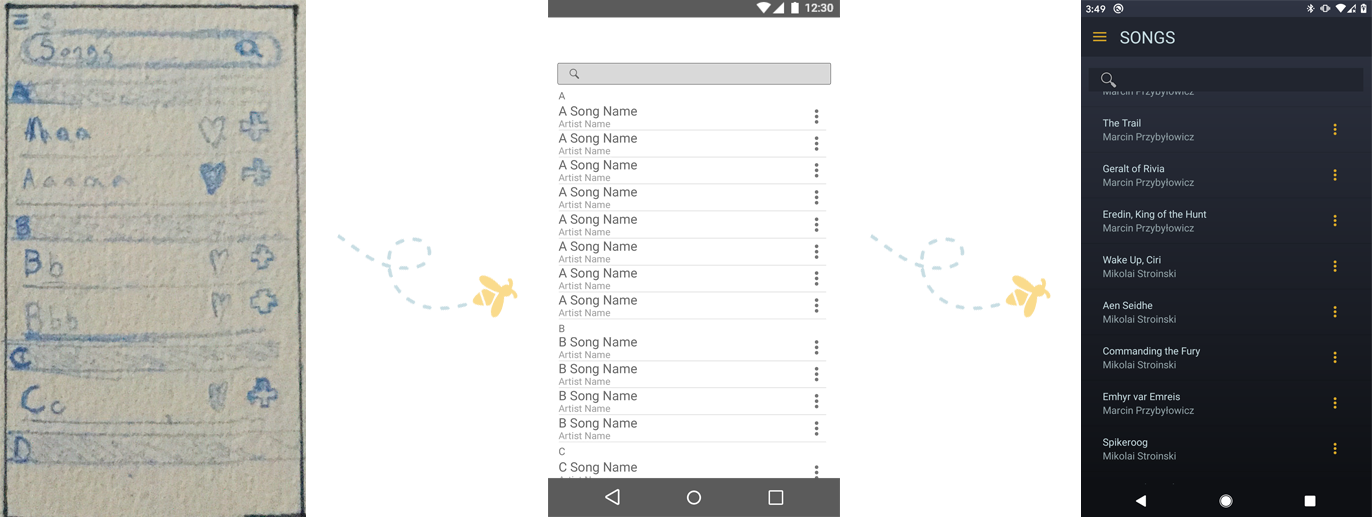 Songs
A
Aaa
B
Bb
Bbb
C
Cc
D
12:30
A
A Song Name
Artist Name
A Song Name
Artist Name
A Song Name
Artist Name
A Song Name
Artist Name
A Song Name
Artist Name
A Song Name
Artist Name
A Song Name
Artist Name
A Song Name
Artist Name
B
B Song Name
Artist Name
B Song Name
Artist Name
B Song Name
Artist Name
B Song Name
Artist Name
C
C Song Name
3:49
SONGS
Marcin Przybyłowicz
The Trail
Marcin Przybyłowicz
Geralt of Rivia
Marcin Przybyłowicz
Eredin, King of the Hunt
Marcin Przybyłowicz
Wake Up, Ciri
Mikolai Stroinski
Aen Seidhe
Mikolai Stroinski
Commanding the Fury
Mikolai Stroinski
Emhyr var Emreis
Marcin Przybyłowicz
Spikeroog
Mikolai Stroinski